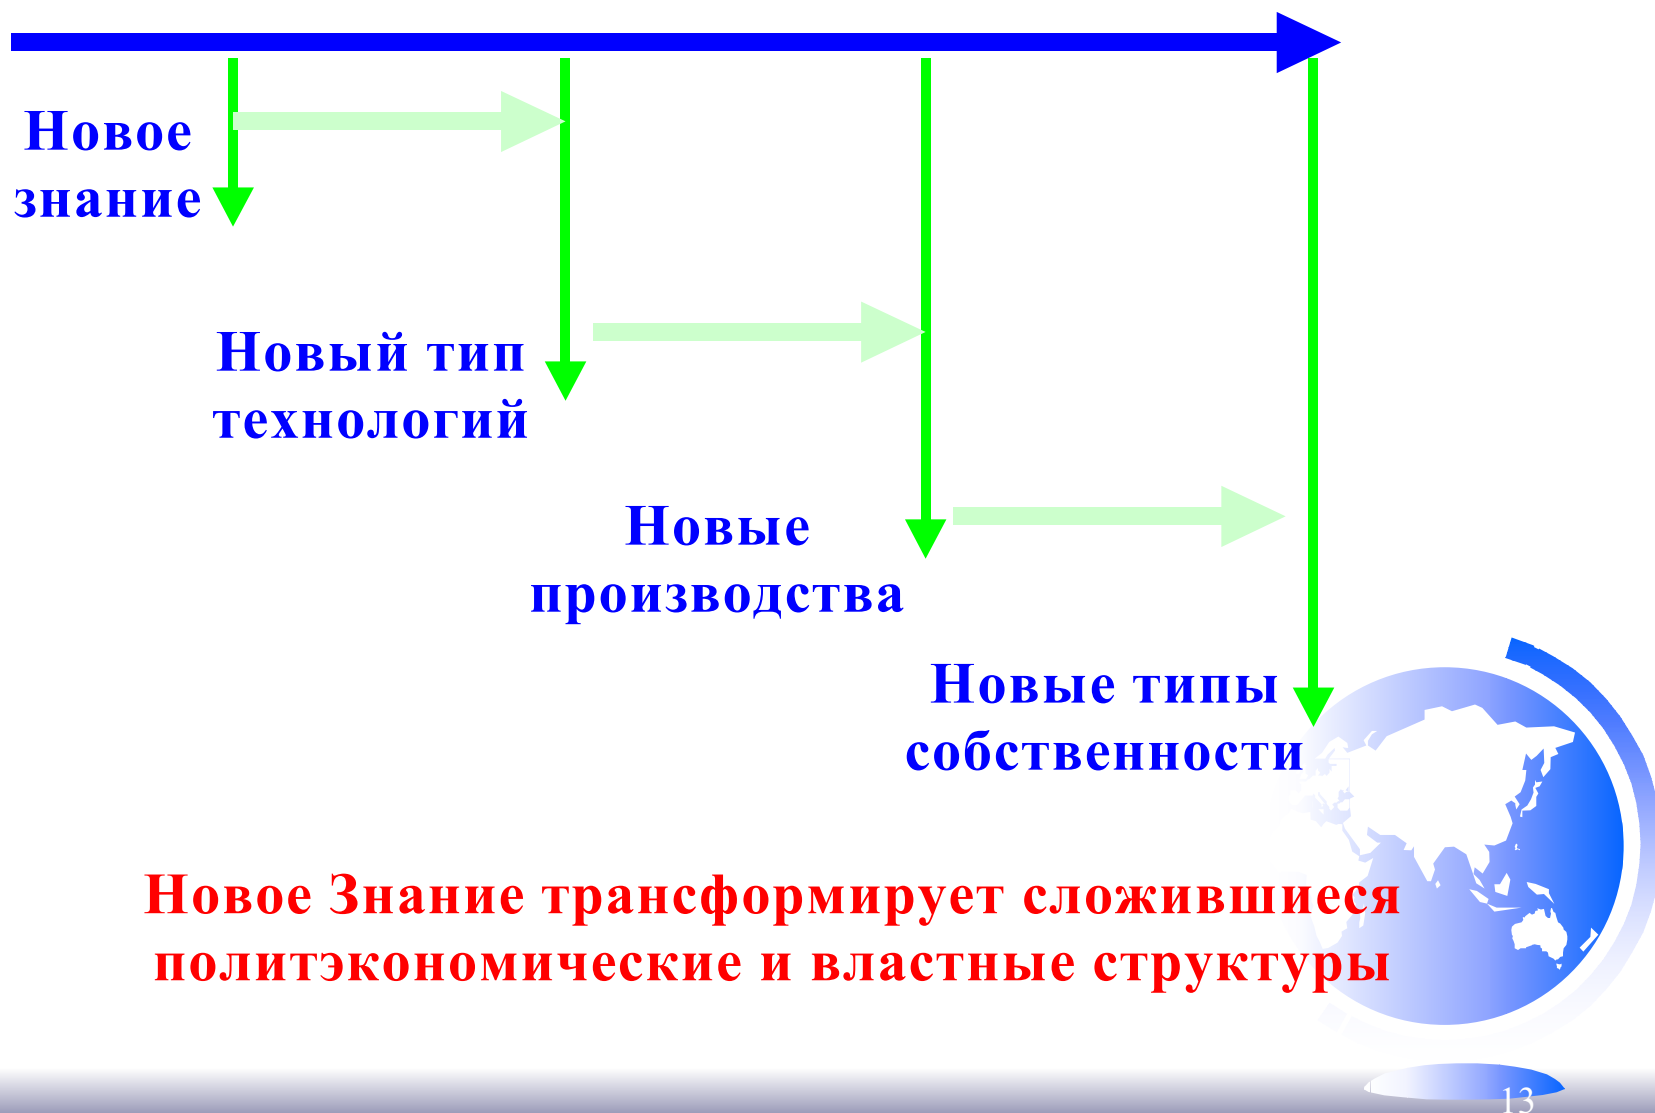 Новое
знание
Новый тип
технологий
Новые
производства
Новые типы
собственности
Новое Знание трансформирует сложившиеся
политэкономические и властные структуры
13